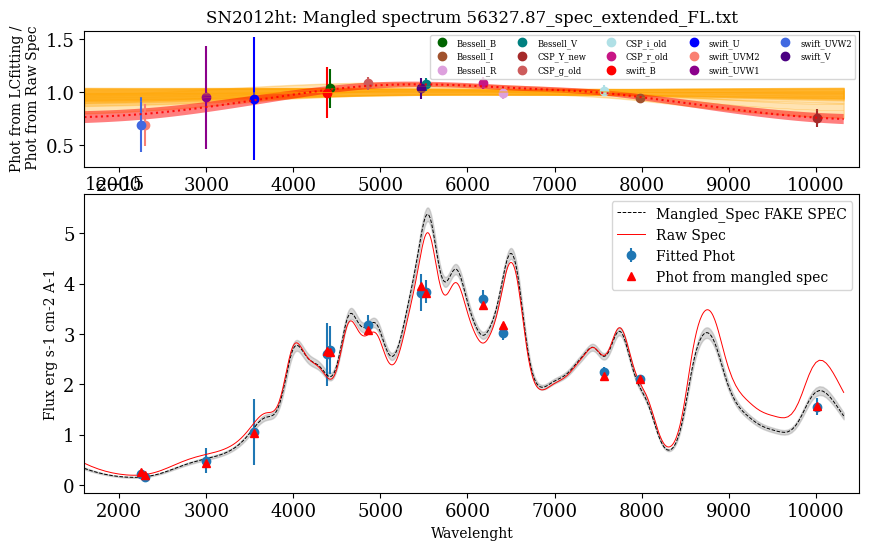 SN2012ht: Mangled spectrum 56327.87_spec_extended_FL.txt
Phot from LCfitting /
Phot from Raw Spec
1.5
1.0
0.5
Bessell_B Bessell_V CSP_i_old swift_U swift_UVW2
Bessell_I CSP_Y_new CSP_r_old swift_UVM2 swift_V
Bessell_R CSP_g_old swift_B swift_UVW1
2000 3000 4000 5000 6000 7000 8000 9000 10000
1e−15
Flux erg s-1 cm-2 A-1
5
4
3
2
1
0
Mangled_Spec FAKE SPEC
Raw Spec
Fitted Phot
Phot from mangled spec
2000 3000 4000 5000 6000 7000 8000 9000 10000
Wavelenght